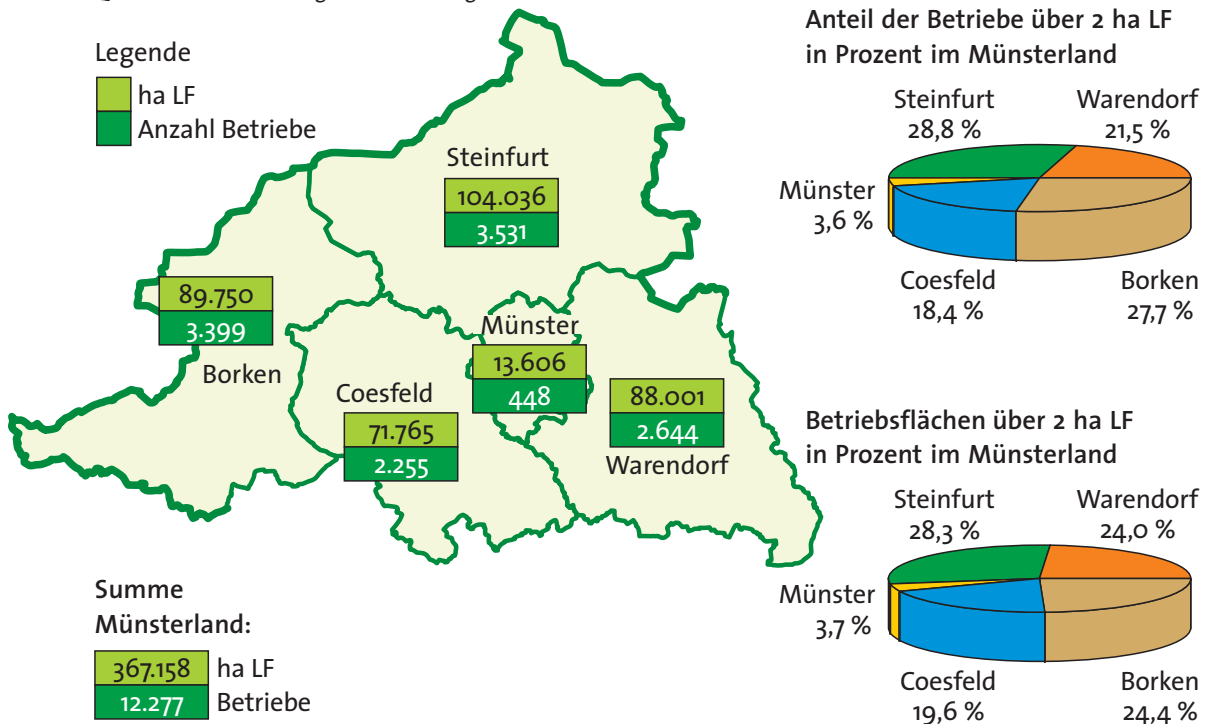 Legende
ha LF
Anzahl Betriebe
Steinfurt
104.036
3.531
89.750
3.399
Borken
Münster
13.606
448
Coesfeld
71.765
2.255
88.001
2.644
Warendorf
Summe
Münsterland:
367.158 ha LF
12.277 Betriebe
Anteil der Betriebe über 2 ha LF
in Prozent im Münsterland
Steinfurt Warendorf
28,8 % 21,5 %
Münster
3,6 %
Coesfeld Borken
18,4 % 27,7 %
Betriebsflächen über 2 ha LF
in Prozent im Münsterland
Steinfurt Warendorf
28,3 % 24,0 %
Münster
3,7 %
Coesfeld Borken
19,6 % 24,4 %